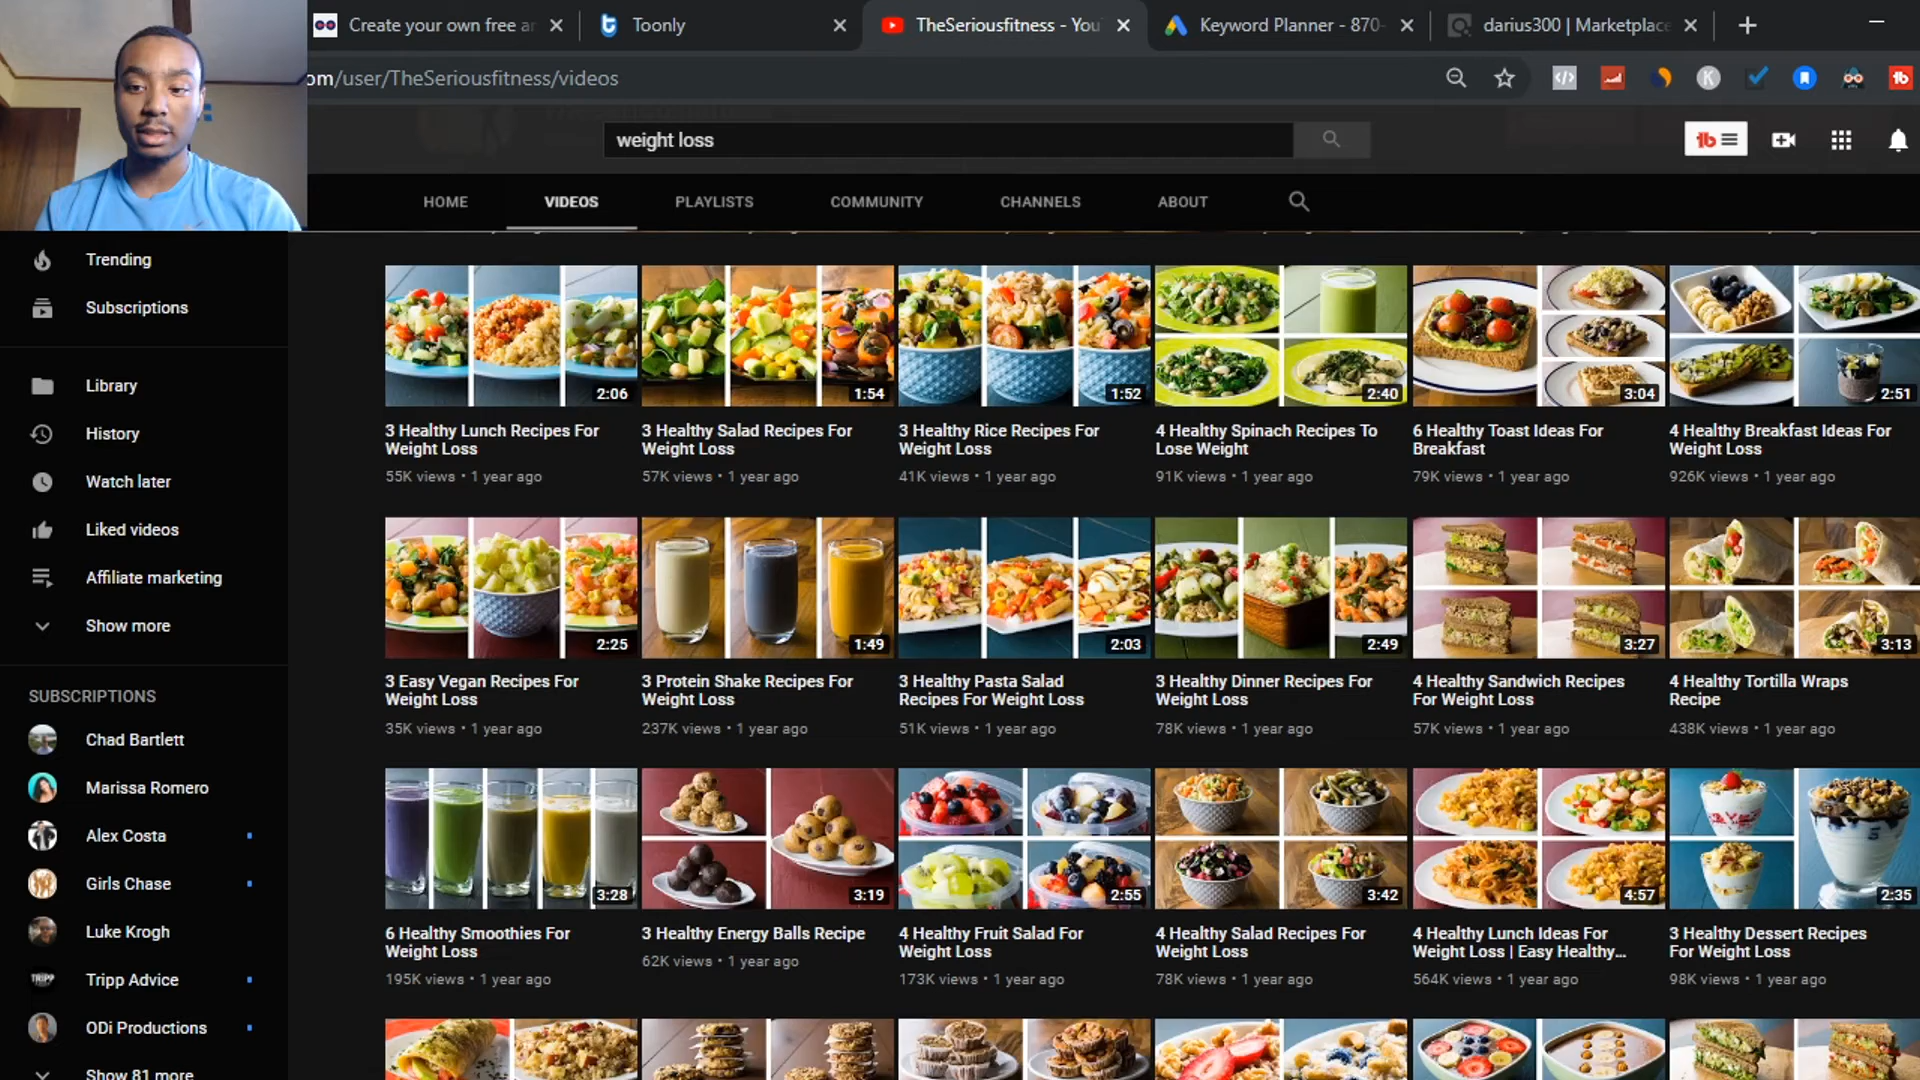 Create your own free an
Toonly
TheSeriousfitness - You
Keyword Planner - 870-
darius300 | Marketplace
om/user/TheSeriousfitness/videos
weight loss
HOME
VIDEOS
PLAYLISTS
COMMUNITY
CHANNELS
ABOUT
Trending
Subscriptions
Library
History
Watch later
Liked videos
Affiliate marketing
Show more
SUBSCRIPTIONS
Chad Bartlett
Marissa Romero
Alex Costa
Girls Chase
Luke Krogh
TRIPP
Tripp Advice
ODi Productions
Show 81 more
2:06
3 Healthy Lunch Recipes For
Weight Loss
55K views • 1 year ago
1:54
3 Healthy Salad Recipes For
Weight Loss
57K views • 1 year ago
1:52
3 Healthy Rice Recipes For
Weight Loss
41K views • 1 year ago
2:40
4 Healthy Spinach Recipes To
Lose Weight
91K views • 1 year ago
3:04
6 Healthy Toast Ideas For
Breakfast
79K views • 1 year ago
2:51
4 Healthy Breakfast Ideas For
Weight Loss
926K views • 1 year ago
2:25
3 Easy Vegan Recipes For
Weight Loss
35K views • 1 year ago
1:49
3 Protein Shake Recipes For
Weight Loss
237K views • 1 year ago
2:03
3 Healthy Pasta Salad
Recipes For Weight Loss
51K views • 1 year ago
2:49
3 Healthy Dinner Recipes For
Weight Loss
78K views • 1 year ago
3:27
4 Healthy Sandwich Recipes
For Weight Loss
57K views • 1 year ago
3:13
4 Healthy Tortilla Wraps
Recipe
438K views • 1 year ago
3:28
6 Healthy Smoothies For
Weight Loss
195K views • 1 year ago
3:19
3 Healthy Energy Balls Recipe
62K views • 1 year ago
2:55
4 Healthy Fruit Salad For
Weight Loss
173K views • 1 year ago
3:42
4 Healthy Salad Recipes For
Weight Loss
78K views • 1 year ago
4:57
4 Healthy Lunch Ideas For
Weight Loss | Easy Healthy...
564K views • 1 year ago
2:35
3 Healthy Dessert Recipes
For Weight Loss
98K views • 1 year ago